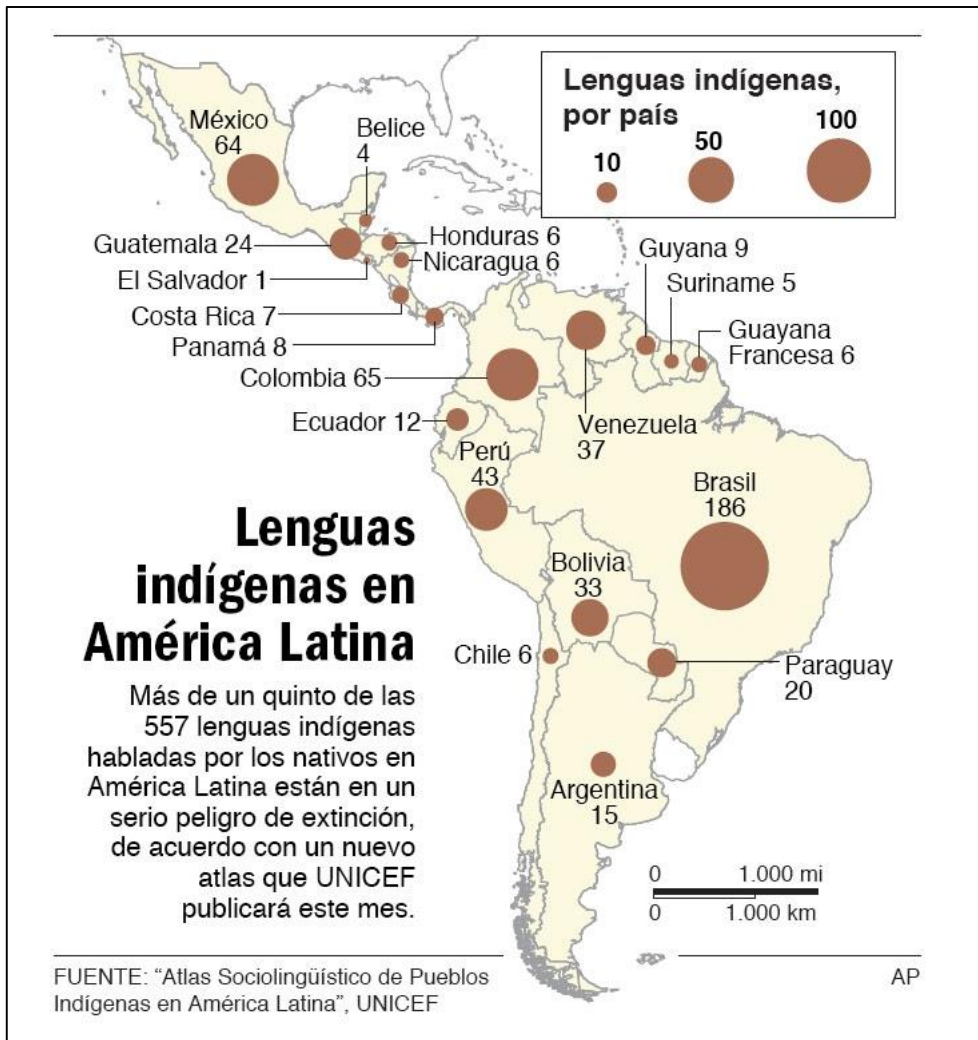 Lenguas indígenas,
por país
10
50
100
México
64
Belice
4
Guatemala 24
Honduras 6
Nicaragua 6
El Salvador 1
Costa Rica 7
Panamá 8
Colombia 65
Guyana 9
Suriname 5
Guayana
Francesa 6
Ecuador 12
Venezuela
37
Perú
43
Brasil
186
Bolivia
33
Chile 6
Paraguay
20
Argentina
15
Lenguas
indígenas en
América Latina
Más de un quinto de las
557 lenguas indígenas
habladas por los nativos en
América Latina están en un
serio peligro de extinción,
de acuerdo con un nuevo
atlas que UNICEF
publicará este mes.
0 1.000 mi
0 1.000 km
FUENTE: “Atlas Sociolingüístico de Pueblos
Indígenas en América Latina”, UNICEF
AP